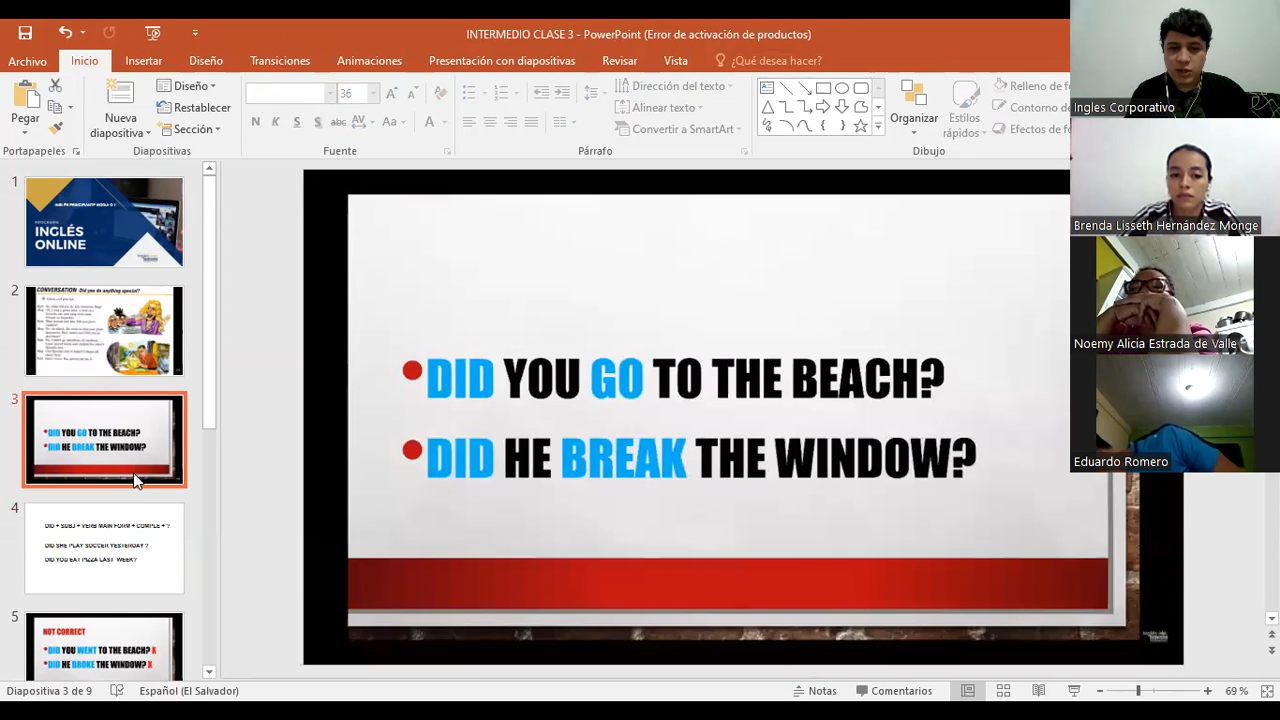 INTERMEDIO CLASE 3 - PowerPoint (Error de activación de productos)
Archivo Inicio Insertar Diseño Transiciones Animaciones Presentación con diapositivas Revisar Vista ¿Qué desea hacer?
Pegar
Nueva diapositiva
Diseño
Restablecer
Sección
36
N K S abc AV Aa A
Dirección del texto
Alinear texto
Convertir a SmartArt
Organizar
Estilos rápidos
Relleno de
Contorno de
Efectos de fo
Portapapeles Diapositivas Fuente Párrafo Dibujo
1
INGLÉS
ONLINE
2
CONVERSATION Did you do anything special?
3
•DID YOU GO TO THE BEACH?
•DID HE BREAK THE WINDOW?
4
DID + SUBJ + VERB MAIN FORM + COMPLE + ?
DID SHE PLAY SOCCER YESTERDAY ?
DID YOU EAT PIZZA LAST WEEK?
5
NOT CORRECT
•DID YOU WENT TO THE BEACH? X
•DID HE BROKE THE WINDOW? X
•DID YOU GO TO THE BEACH?
•DID HE BREAK THE WINDOW?
Ingles Corporativo
Brenda Lisseth Hernández Monge
Noemy Alicia Estrada de Valle
Eduardo Romero
Diapositiva 3 de 9 Español (El Salvador) Notas Comentarios 69 %